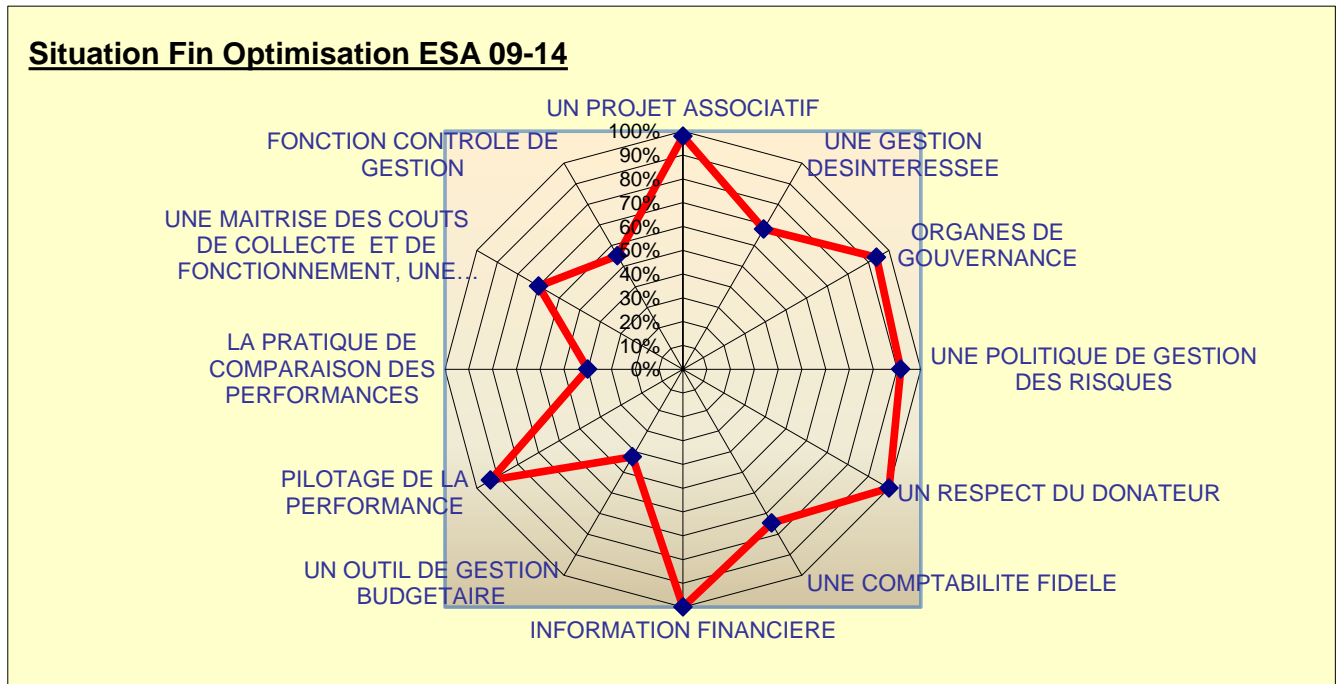 Situation Fin Optimisation ESA 09-14
UN PROJET ASSOCIATIF
UNE GESTION
DESINTERESSEE
ORGANES DE
GOUVERNANCE
UNE POLITIQUE DE GESTION
DES RISQUES
UN RESPECT DU DONATEUR
UNE COMPTABILITE FIDELE
INFORMATION FINANCIERE
UN OUTIL DE GESTION
BUDGETAIRE
PILOTAGE DE LA
PERFORMANCE
LA PRATIQUE DE
COMPARAISON DES
PERFORMANCES
UNE MAITRISE DES COUTS
DE COLLECTE  ET DE
FONCTIONNEMENT, UNE…
FONCTION CONTROLE DE
GESTION
100%
90%
80%
70%
60%
50%
40%
30%
20%
10%
0%